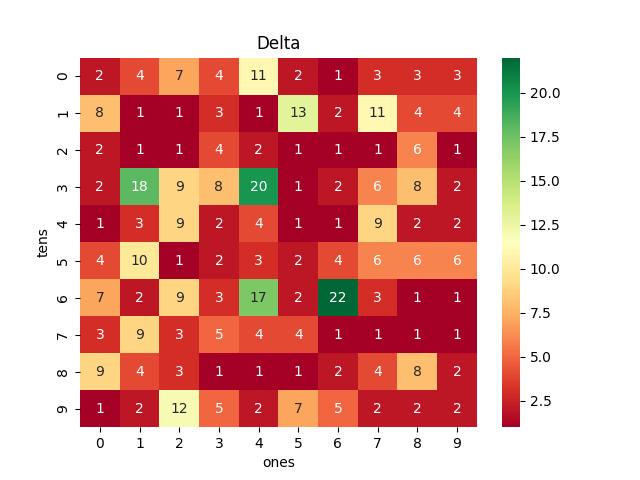 Delta
0 2 4 7 4 11 2 1 3 3 3
1 8 1 1 3 1 13 2 11 4 4
2 2 1 1 4 2 1 1 1 6 1
3 2 18 9 8 20 1 2 6 8 2
4 1 3 9 2 4 1 1 9 2 2
5 4 10 1 2 3 2 4 6 6 6
6 7 2 9 3 17 2 22 3 1 1
7 3 9 3 5 4 4 1 1 1 1
8 9 4 3 1 1 1 2 4 8 2
9 1 2 12 5 2 7 5 2 2 2
0 1 2 3 4 5 6 7 8 9
ones
tens
20.0
17.5
15.0
12.5
10.0
7.5
5.0
2.5